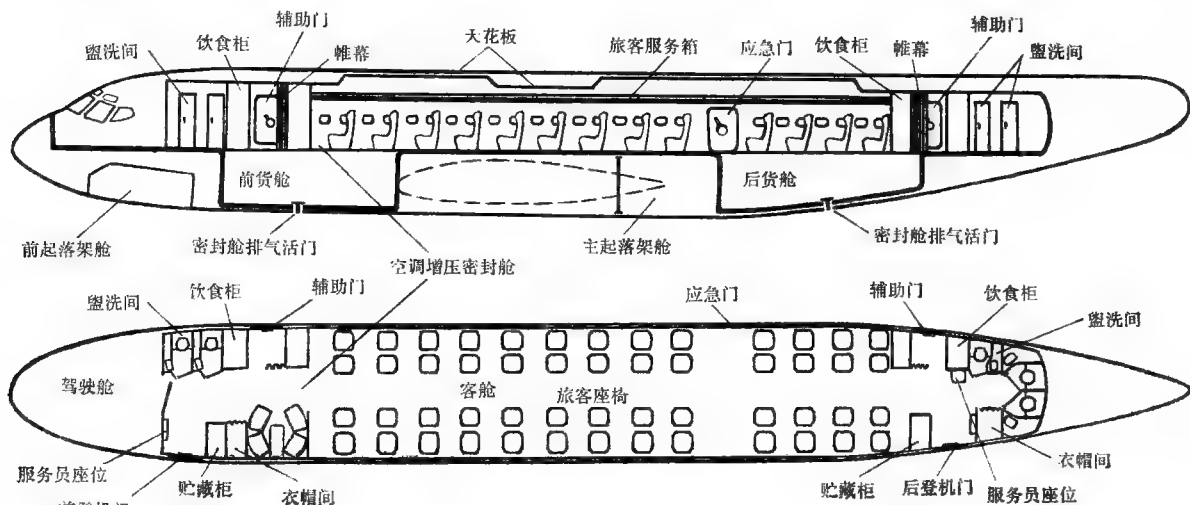 辅助门
盥洗间
饮食柜
帷幕
天花板
旅客服务箱
应急门
饮食柜
帷幕
辅助门
盥洗间
前货舱
后货舱
前起落架舱
密封舱排气活门
主起落架舱
密封舱排气活门
空调增压密封舱
盥洗间
饮食柜
辅助门
应急门
辅助门
饮食柜
盥洗间
驾驶舱
客舱
旅客座椅
服务员座位
贮藏柜
衣帽间
贮藏柜
后登机门
服务员座位
衣帽间